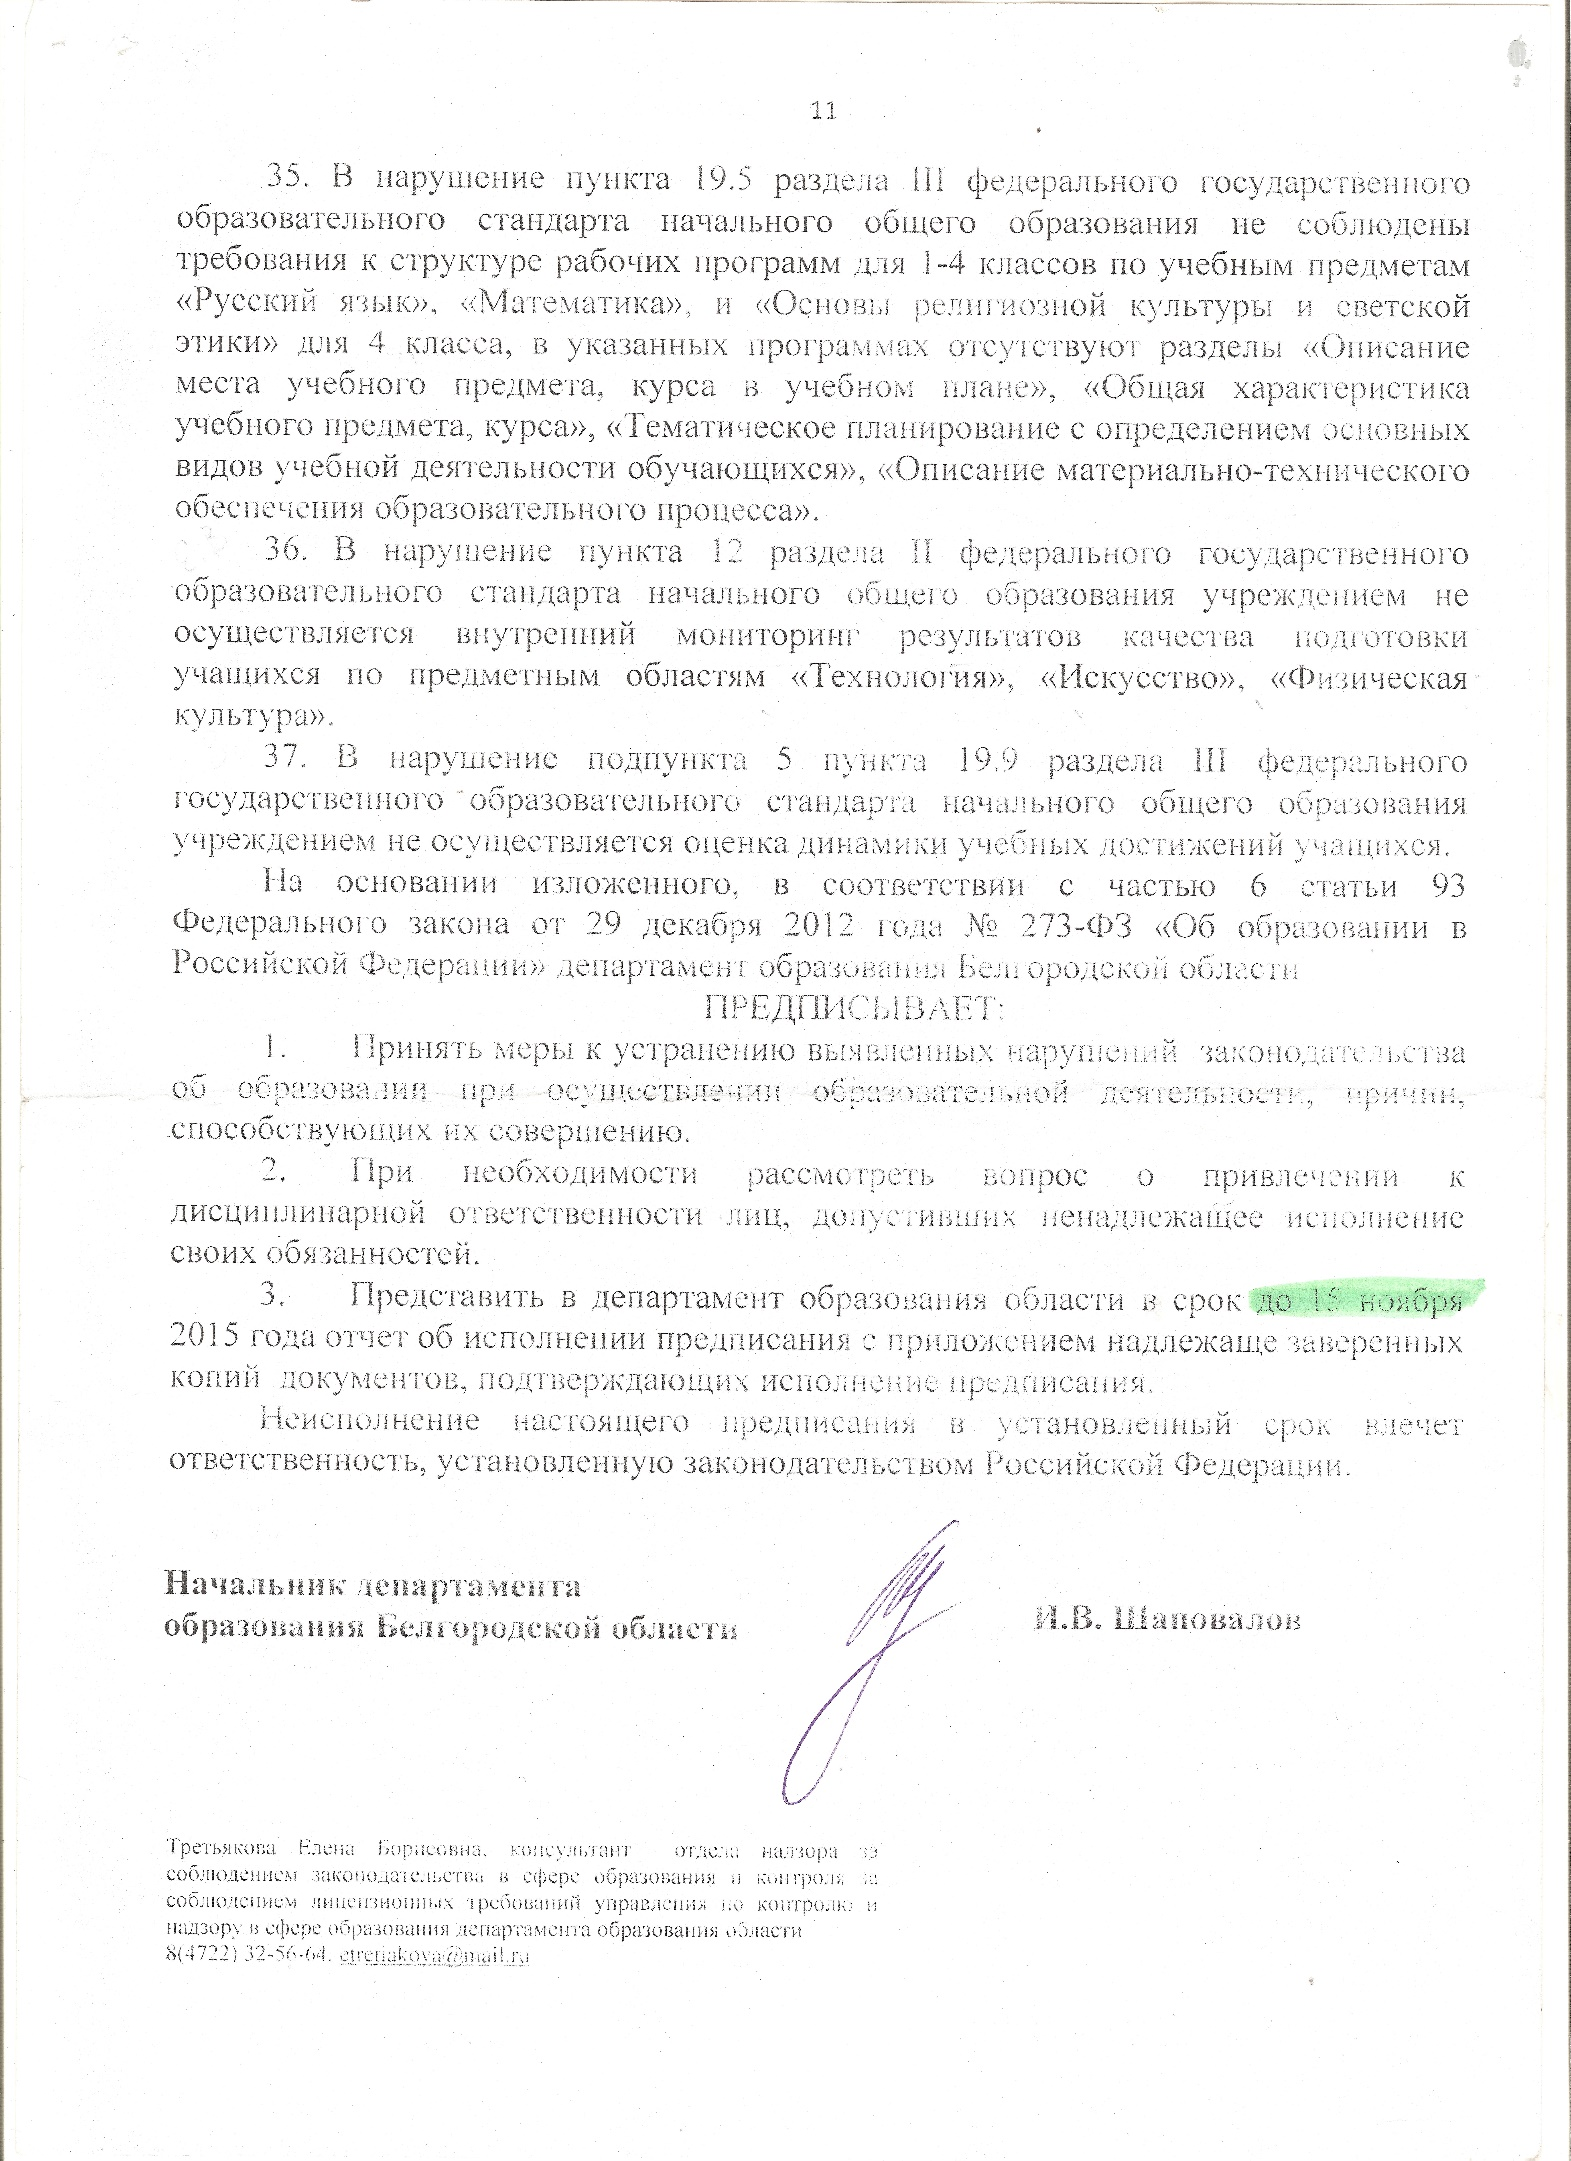 11
35. В нарушение пункта 19.5 раздела III федерального государственного
образовательного стандарта начального общего образования не соблюдены
требования к структуре рабочих программ для 1-4 классов по учебным предметам
«Русский язык», «Математика», и «Основы религиозной культуры и светской
этики» для 4 класса, в указанных программах отсутствуют разделы «Описание
места учебного предмета, курса в учебном плане», «Общая характеристика
учебного предмета, курса», «Тематическое планирование с определением основных
видов учебной деятельности обучающихся», «Описание материально-технического
обеспечения образовательного процесса».
36. В нарушение пункта 12 раздела II федерального государственного
образовательного стандарта начального общего образования учреждением не
осуществляется внутренний мониторинг результатов качества подготовки
учащихся по предметным областям «Технология», «Искусство», «Физическая
культура».
37. В нарушение подпункта 5 пункта 19.9 раздела III федерального
государственного образовательного стандарта начального общего образования
учреждением не осуществляется оценка динамики учебных достижений учащихся.
На основании изложенного, в соответствии с частью 6 статьи 93
Федерального закона от 29 декабря 2012 года № 273-ФЗ «Об образовании в
Российской Федерации» департамент образования Белгородской области
ПРЕДПИСЫВАЕТ:
1. Принять меры к устранению выявленных нарушений законодательства
об образовании при осуществлении образовательной деятельности, причин,
способствующих их совершению.
2. При необходимости рассмотреть вопрос о привлечении к
дисциплинарной ответственности лиц, допустивших ненадлежащее исполнение
своих обязанностей.
3. Представить в департамент образования области в срок до 15 ноября
2015 года отчет об исполнении предписания с приложением надлежаще заверенных
копий документов, подтверждающих исполнение предписания.
Неисполнение настоящего предписания в установленный срок влечет
ответственность, установленную законодательством Российской Федерации.
Начальник департамента
образования Белгородской области
И.В. Шаповалов
Третьякова Елена Борисовна, консультант отдела надзора за
соблюдением законодательства в сфере образования и контроля за
соблюдением лицензионных требований управления по контролю и
надзору в сфере образования департамента образования области
8(4722) 32-56-64, etretiakova@mail.ru